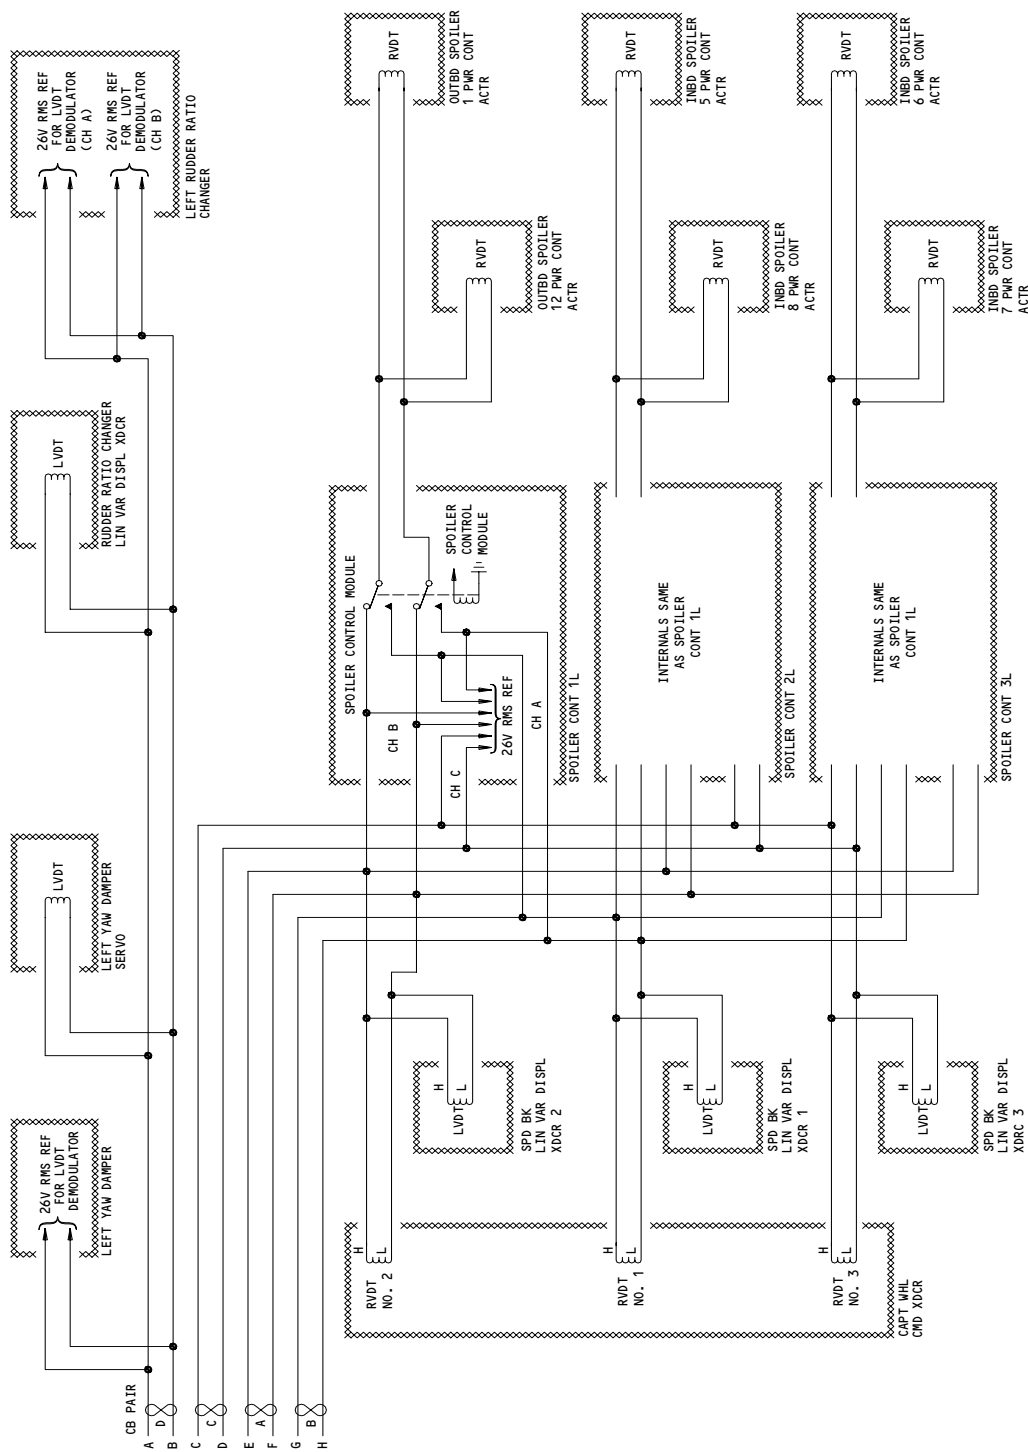 CB PAIR
A
D
B
C
C
D
E
A
F
G
B
H
26V RMS REF
FOR LVDT
DEMODULATOR
LEFT YAW DAMPER
LVDT
LEFT YAW DAMPER
SERVO
LVDT
RUDDER RATIO CHANGER
LIN VAR DISPL XDCR
26V RMS REF
FOR LVDT
DEMODULATOR
(CH A)
26V RMS REF
FOR LVDT
DEMODULATOR
(CH B)
LEFT RUDDER RATIO
CHANGER
RVDT
NO. 2
H
L
RVDT
NO. 1
H
L
RVDT
NO. 3
H
L
CAPT WHL
CMD XDCR
H
L
LVDT
SPD BK
LIN VAR DISPL
XDCR 2
H
L
LVDT
SPD BK
LIN VAR DISPL
XDCR 1
H
L
LVDT
SPD BK
LIN VAR DISPL
XDRC 3
SPOILER CONTROL MODULE
CH B
CH C
26V RMS REF
CH A
SPOILER
CONTROL
MODULE
SPOILER CONT 1L
INTERNALS SAME
AS SPOILER
CONT 1L
SPOILER CONT 2L
INTERNALS SAME
AS SPOILER
CONT 1L
SPOILER CONT 3L
RVDT
OUTBD SPOILER
1 PWR CONT
ACTR
RVDT
OUTBD SPOILER
12 PWR CONT
ACTR
RVDT
INBD SPOILER
5 PWR CONT
ACTR
RVDT
INBD SPOILER
8 PWR CONT
ACTR
RVDT
INBD SPOILER
6 PWR CONT
ACTR
RVDT
INBD SPOILER
7 PWR CONT
ACTR